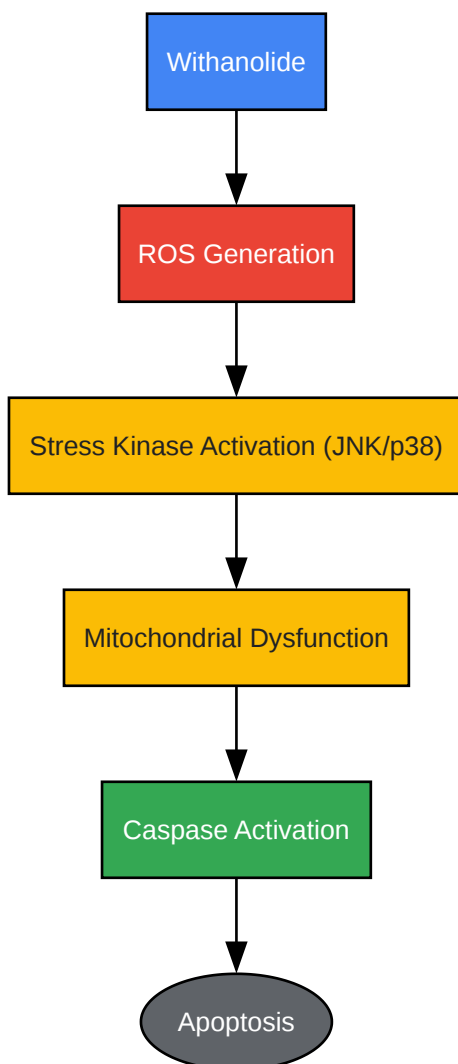 Withanolide
ROS Generation
Stress Kinase Activation (JNK/p38)
Mitochondrial Dysfunction
Caspase Activation
Apoptosis